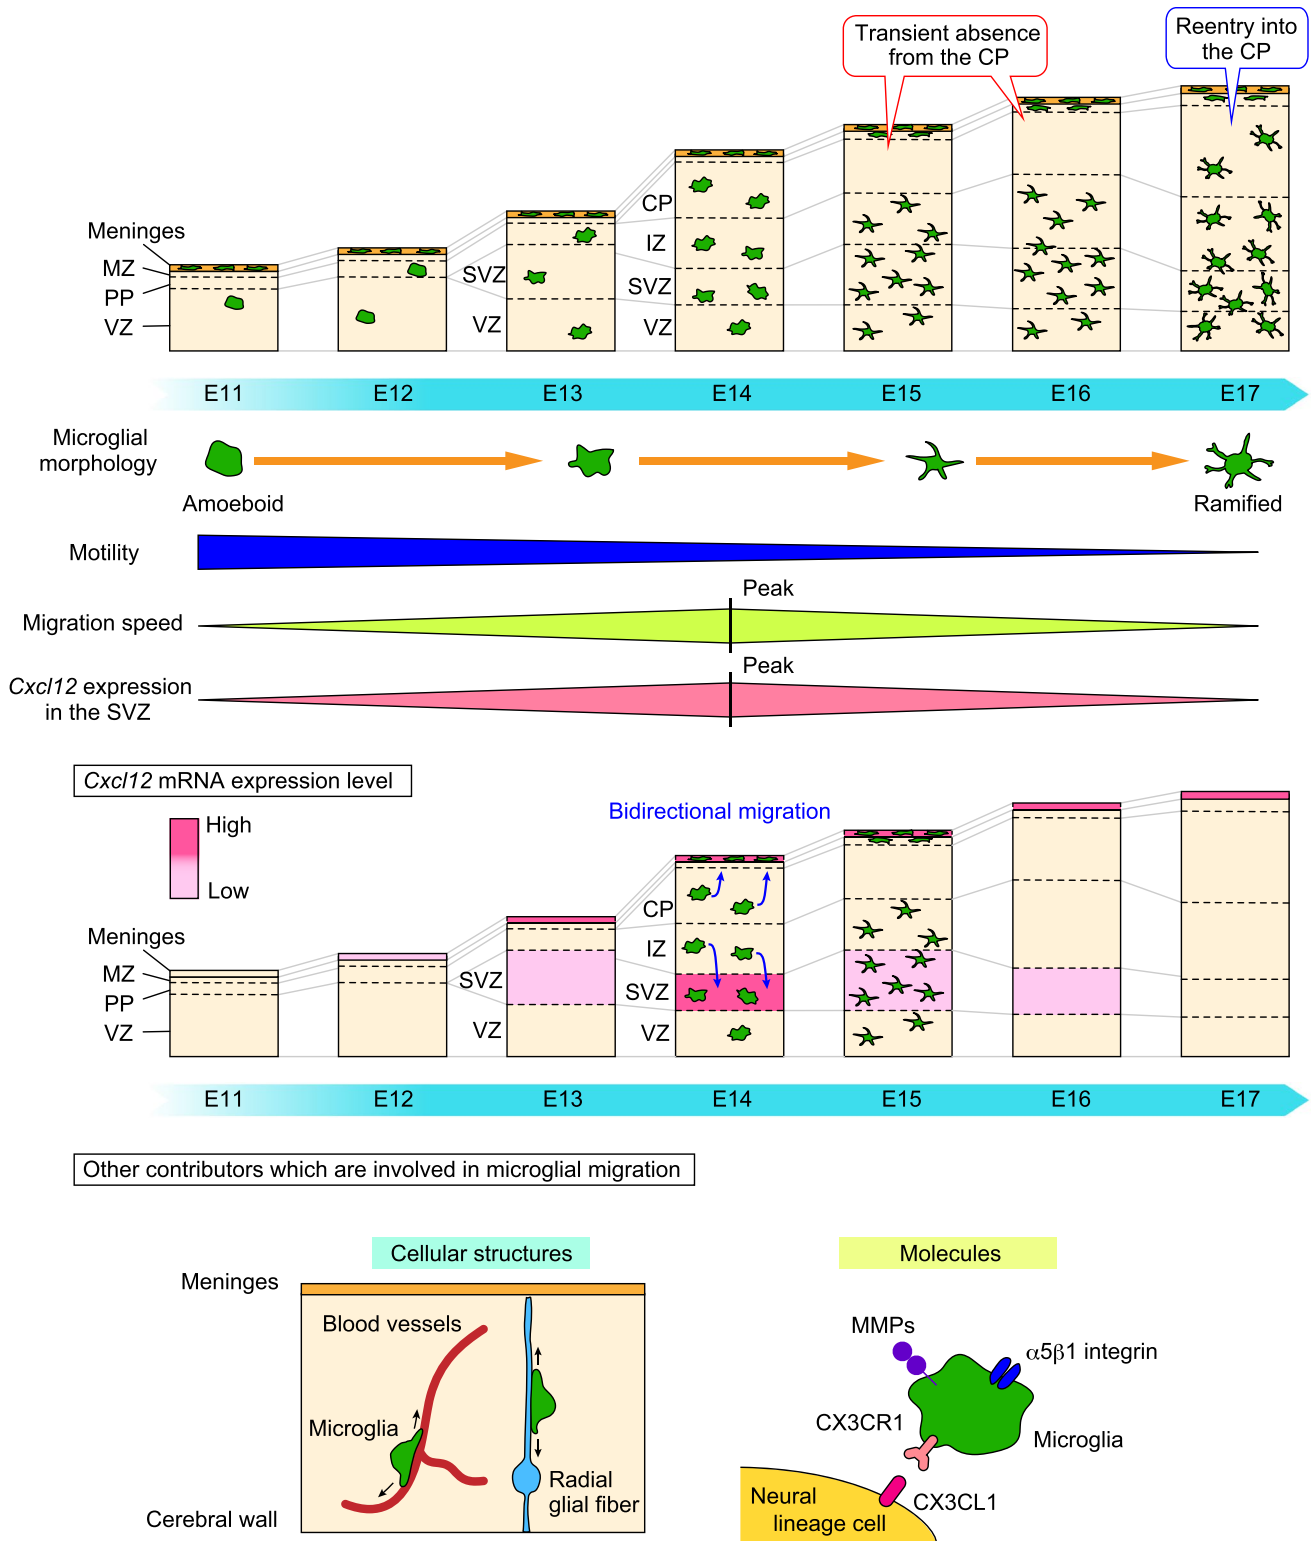 Transient absence
from the CP
Reentry into
the CP
Meninges
MZ
PP
VZ
SVZ
VZ
CP
IZ
SVZ
VZ
E11
E12
E13
E14
E15
E16
E17
Microglial
morphology
Amoeboid
Ramified
Motility
Peak
Migration speed
Peak
Cxcl12 expression
in the SVZ
Cxcl12 mRNA expression level
High
Low
Bidirectional migration
Meninges
MZ
PP
VZ
SVZ
VZ
CP
IZ
SVZ
VZ
E11
E12
E13
E14
E15
E16
E17
Other contributors which are involved in microglial migration
Cellular structures
Meninges
Blood vessels
Microglia
Radial
glial fiber
Cerebral wall
Molecules
MMPs
α5β1 integrin
CX3CR1
Microglia
CX3CL1
Neural
lineage cell